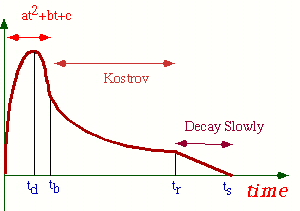 at²+bt+c
Kostrov
Decay Slowly
t_d t_b t_r t_s time